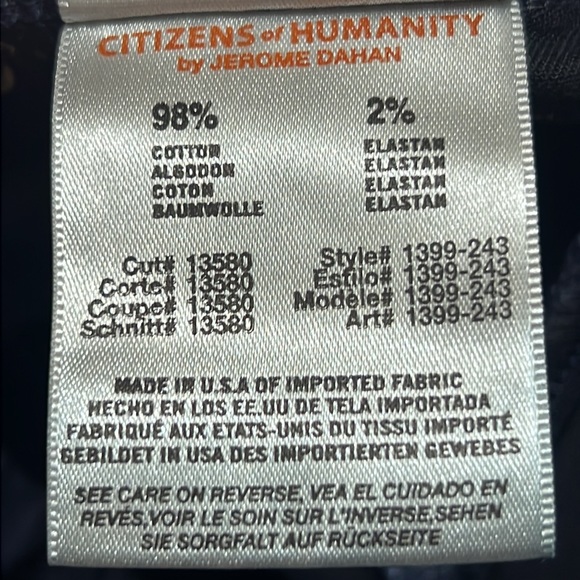 CITIZENS of HUMANITY
by JEROME DAHAN
98% 2%
COTTON ELASTAN
ALGODON ELASTAN
COTON ELASTAN
BAUMWOLLE ELASTAN
Cut# 13580 Style# 1399-243
Corte# 13580 Estilo# 1399-243
Coupe# 13580 Modele# 1399-243
Schnitt# 13580 Art# 1399-243
MADE IN U.S.A OF IMPORTED FABRIC
HECHO EN LOS EE.UU DE TELA IMPORTADA
FABRIQUÉ AUX ETATS-UNIS DU TISSU IMPORTÉ
GEBILDET IN USA DES IMPORTIERTEN GEWEBES
SEE CARE ON REVERSE, VEA EL CUIDADO EN
REVÉS,VOIR LE SOIN SUR L'INVERSE,SEHEN
SIE SORGFALT AUF RÜCKSEITE